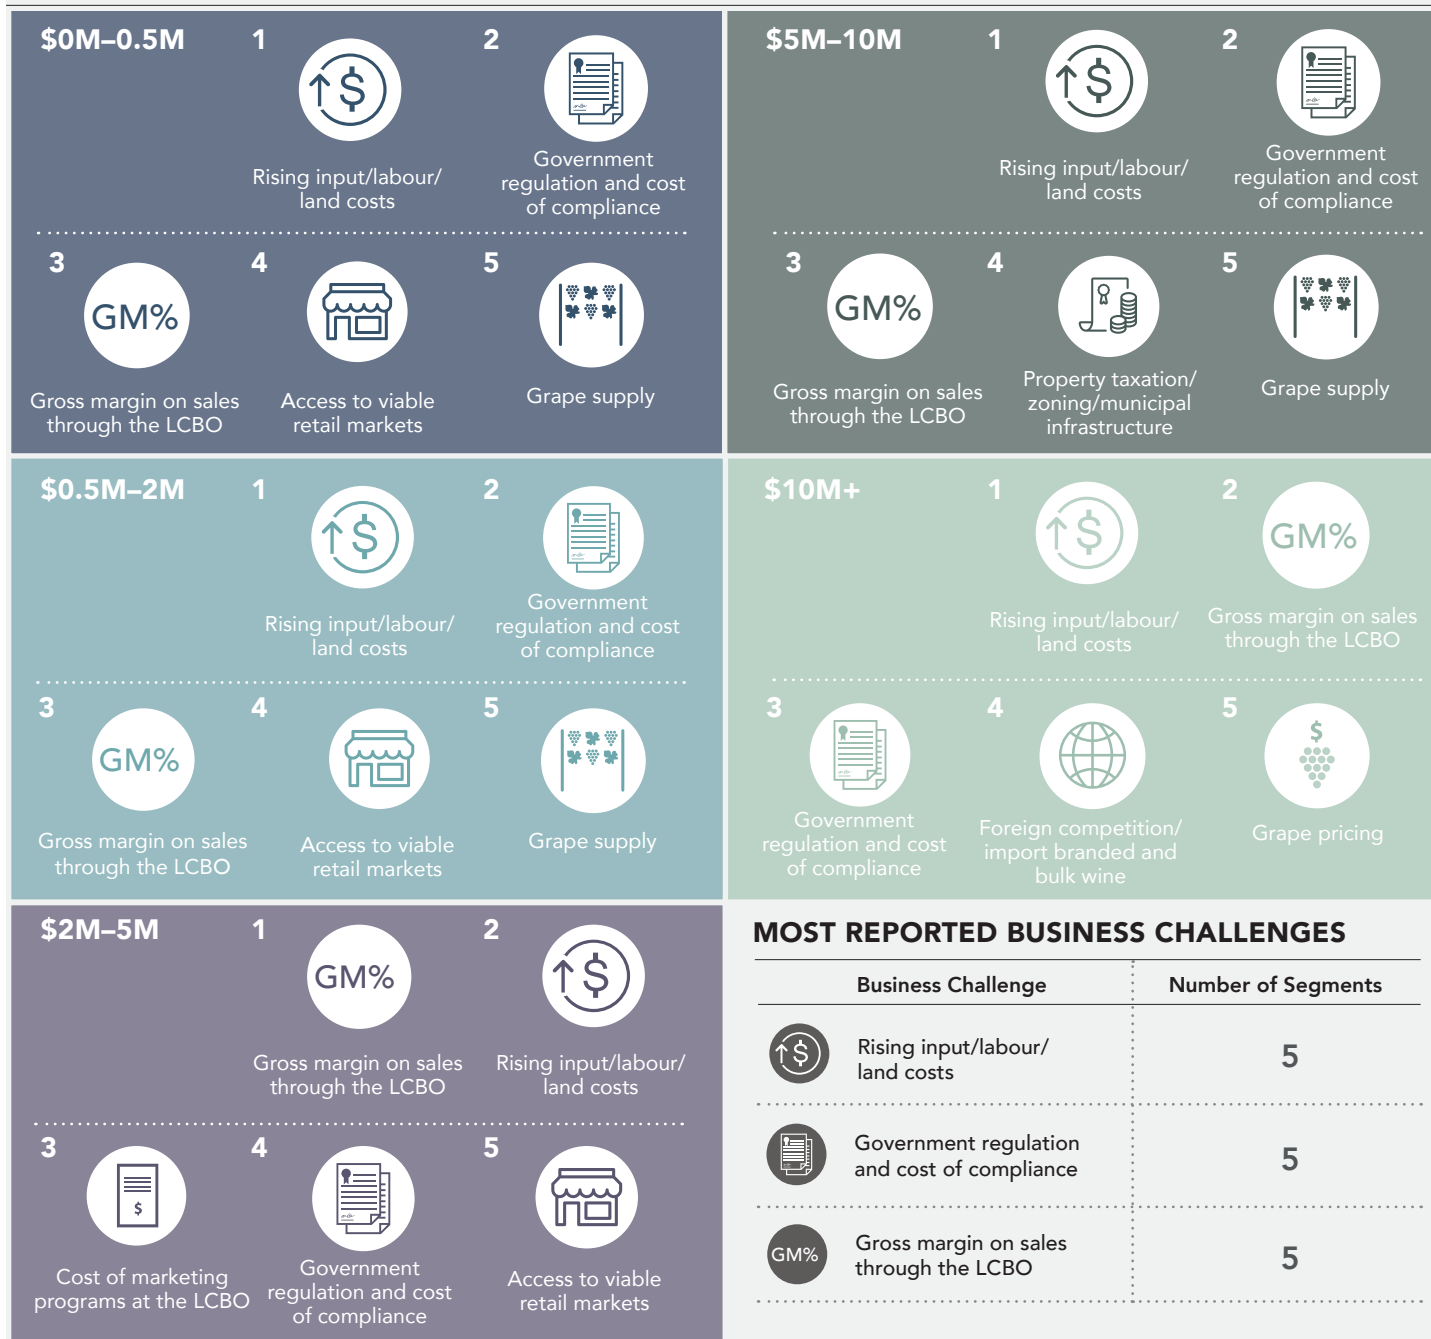 $0M–0.5M
1
Rising input/labour/
land costs
2
Government
regulation and cost
of compliance
3
GM%
Gross margin on sales
through the LCBO
4
Access to viable
retail markets
5
Grape supply
$5M–10M
1
Rising input/labour/
land costs
2
Government
regulation and cost
of compliance
3
GM%
Gross margin on sales
through the LCBO
4
Property taxation/
zoning/municipal
infrastructure
5
Grape supply
$0.5M–2M
1
Rising input/labour/
land costs
2
Government
regulation and cost
of compliance
3
GM%
Gross margin on sales
through the LCBO
4
Access to viable
retail markets
5
Grape supply
$10M+
1
Rising input/labour/
land costs
2
GM%
Gross margin on sales
through the LCBO
3
Government
regulation and cost
of compliance
4
Foreign competition/
import branded and
bulk wine
5
Grape pricing
$2M–5M
1
GM%
Gross margin on sales
through the LCBO
2
Rising input/labour/
land costs
3
Cost of marketing
programs at the LCBO
4
Government
regulation and cost
of compliance
5
Access to viable
retail markets
MOST REPORTED BUSINESS CHALLENGES
Business Challenge
Number of Segments
Rising input/labour/
land costs
5
Government regulation
and cost of compliance
5
GM%
Gross margin on sales
through the LCBO
5